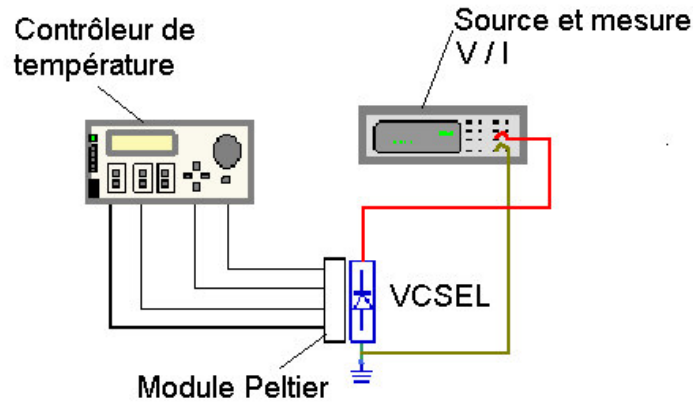 Contrôleur de
température
Source et mesure
V / I
VCSEL
Module Peltier